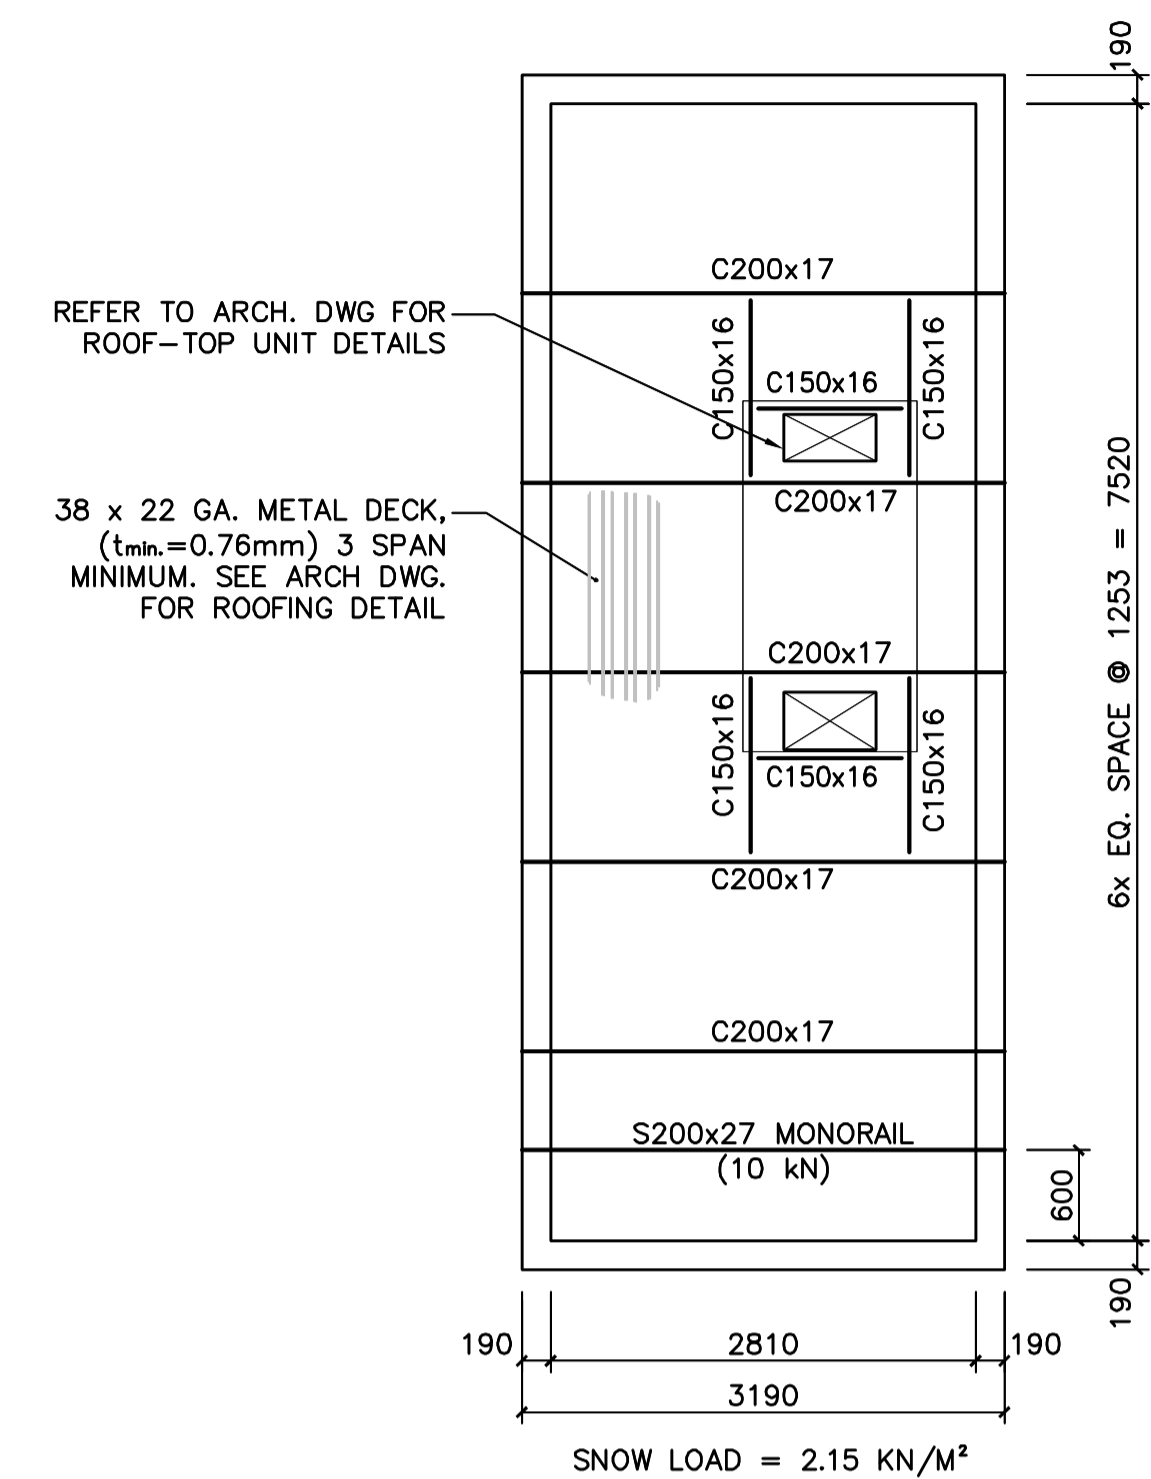 190
C200x17
REFER TO ARCH. DWG FOR
ROOF-TOP UNIT DETAILS
C150x16
C150x16
C150x16
C200x17
38 x 22 GA. METAL DECK,
(tmin.=0.76mm) 3 SPAN
MINIMUM. SEE ARCH DWG.
FOR ROOFING DETAIL
6x EQ. SPACE @ 1253 = 7520
C200x17
C150x16
C150x16
C150x16
C200x17
C200x17
S200x27 MONORAIL
(10 kN)
600
190
190
2810
190
3190
SNOW LOAD = 2.15 KN/M²